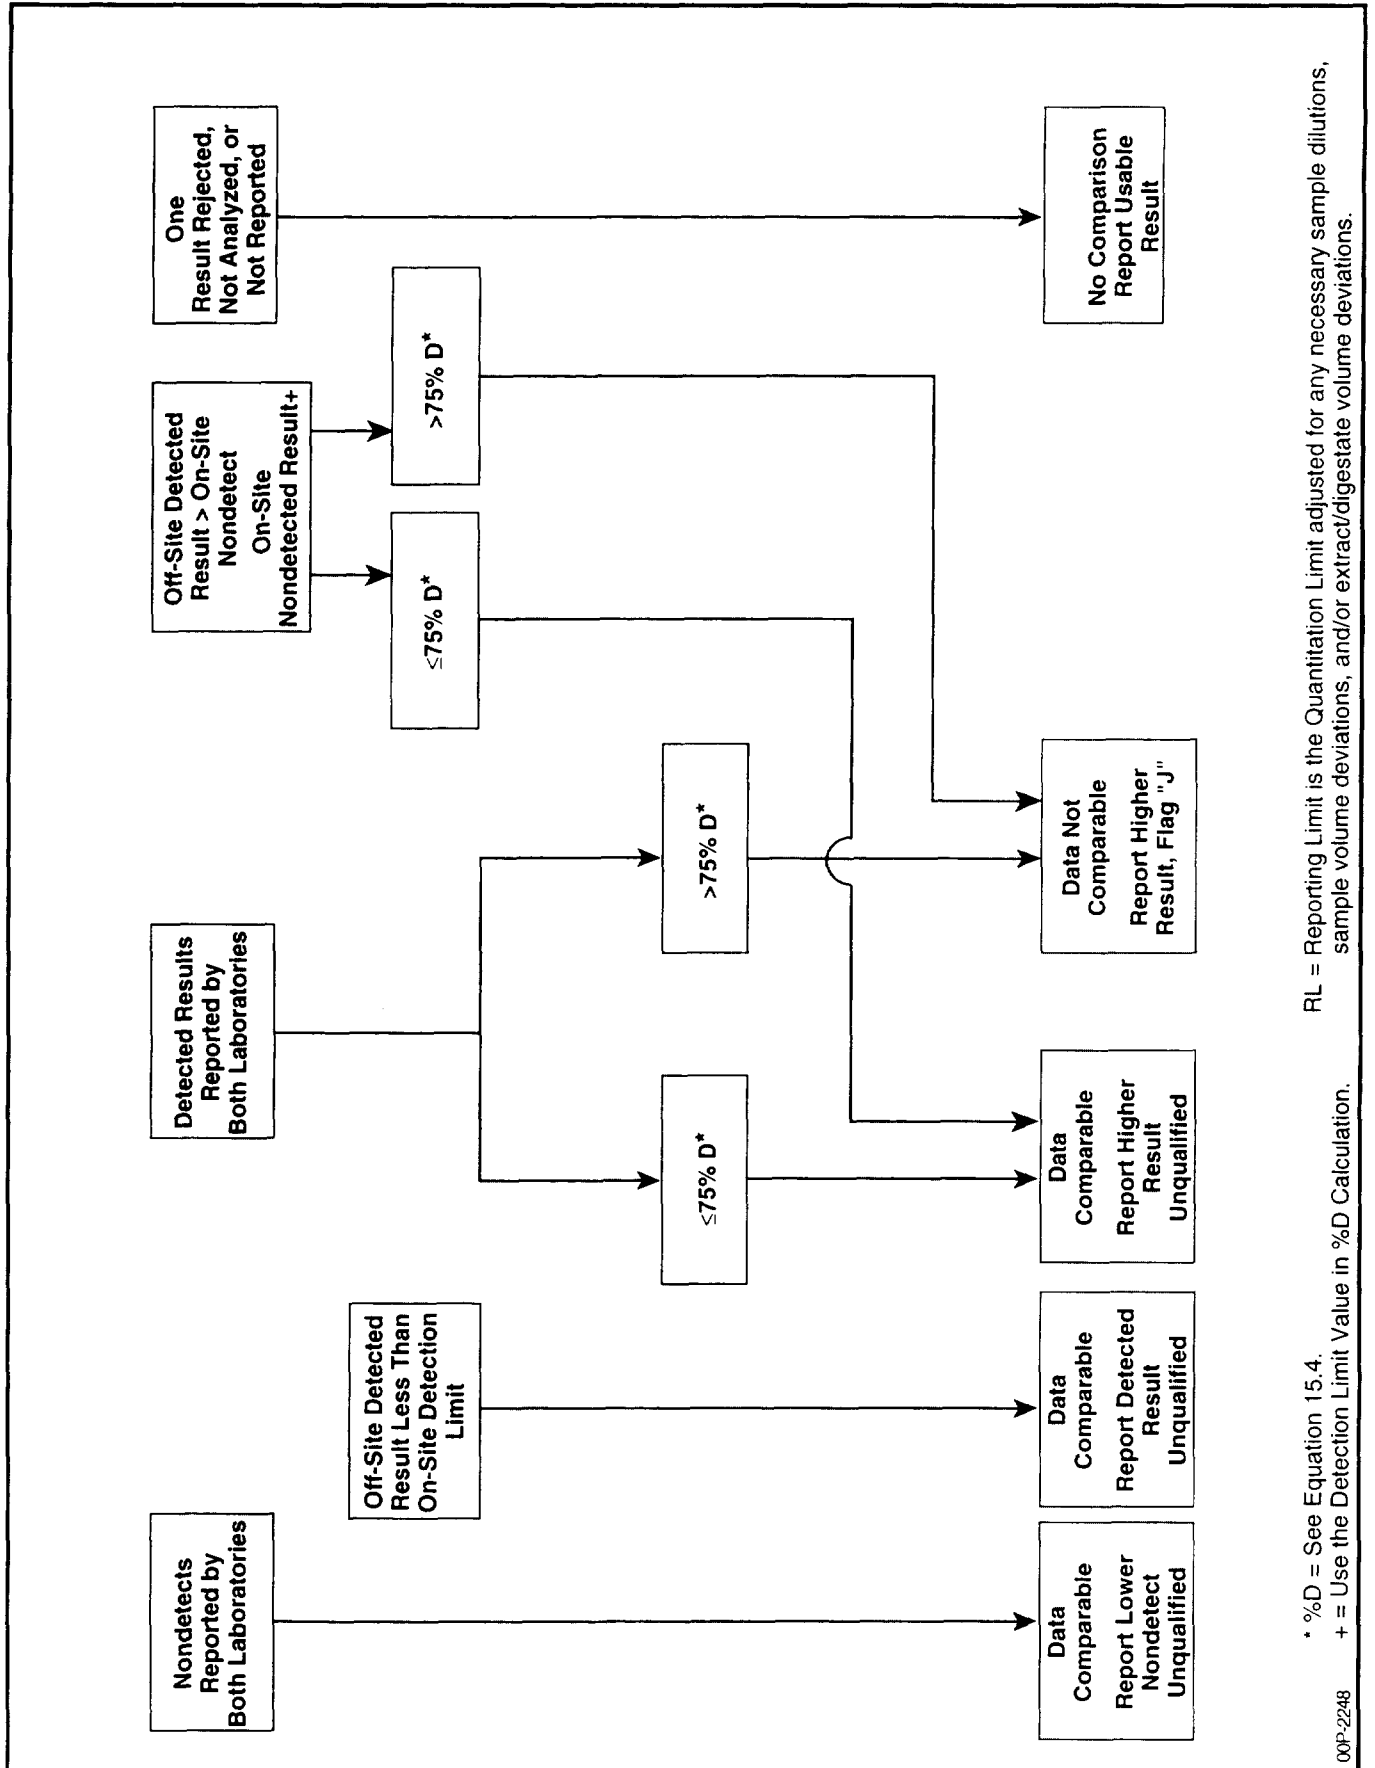 Nondetects
Reported by
Both Laboratories
Off-Site Detected
Result Less Than
On-Site Detection
Limit
Detected Results
Reported by
Both Laboratories
Off-Site Detected
Result > On-Site
Nondetect
On-Site
Nondetected Result+
One
Result Rejected,
Not Analyzed, or
Not Reported
≤75% D*
>75% D*
≤75% D*
>75% D*
Data
Comparable
Report Lower
Nondetect
Unqualified
Data
Comparable
Report Detected
Result
Unqualified
Data
Comparable
Report Higher
Result
Unqualified
Data Not
Comparable
Report Higher
Result, Flag "J"
No Comparison
Report Usable
Result
* %D = See Equation 15.4.
+ = Use the Detection Limit Value in %D Calculation.
RL = Reporting Limit is the Quantitation Limit adjusted for any necessary sample dilutions,
sample volume deviations, and/or extract/digestate volume deviations.
00P-2248